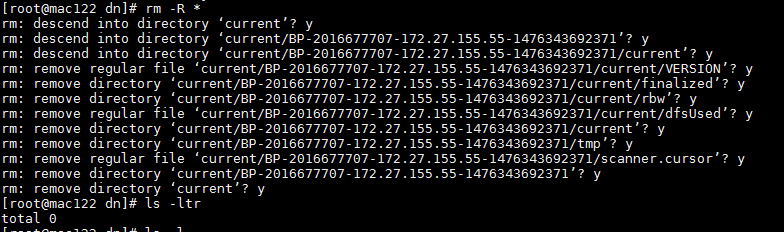 [root@mac122 dn]# rm -R *
rm: descend into directory ‘current’? y
rm: descend into directory ‘current/BP-2016677707-172.27.155.55-1476343692371’? y
rm: descend into directory ‘current/BP-2016677707-172.27.155.55-1476343692371/current’? y
rm: remove regular file ‘current/BP-2016677707-172.27.155.55-1476343692371/current/VERSION’? y
rm: remove directory ‘current/BP-2016677707-172.27.155.55-1476343692371/current/finalized’? y
rm: remove directory ‘current/BP-2016677707-172.27.155.55-1476343692371/current/rbw’? y
rm: remove regular file ‘current/BP-2016677707-172.27.155.55-1476343692371/current/dfsUsed’? y
rm: remove directory ‘current/BP-2016677707-172.27.155.55-1476343692371/current’? y
rm: remove directory ‘current/BP-2016677707-172.27.155.55-1476343692371/tmp’? y
rm: remove regular file ‘current/BP-2016677707-172.27.155.55-1476343692371/scanner.cursor’? y
rm: remove directory ‘current/BP-2016677707-172.27.155.55-1476343692371’? y
rm: remove directory ‘current’? y
[root@mac122 dn]# ls -ltr
total 0